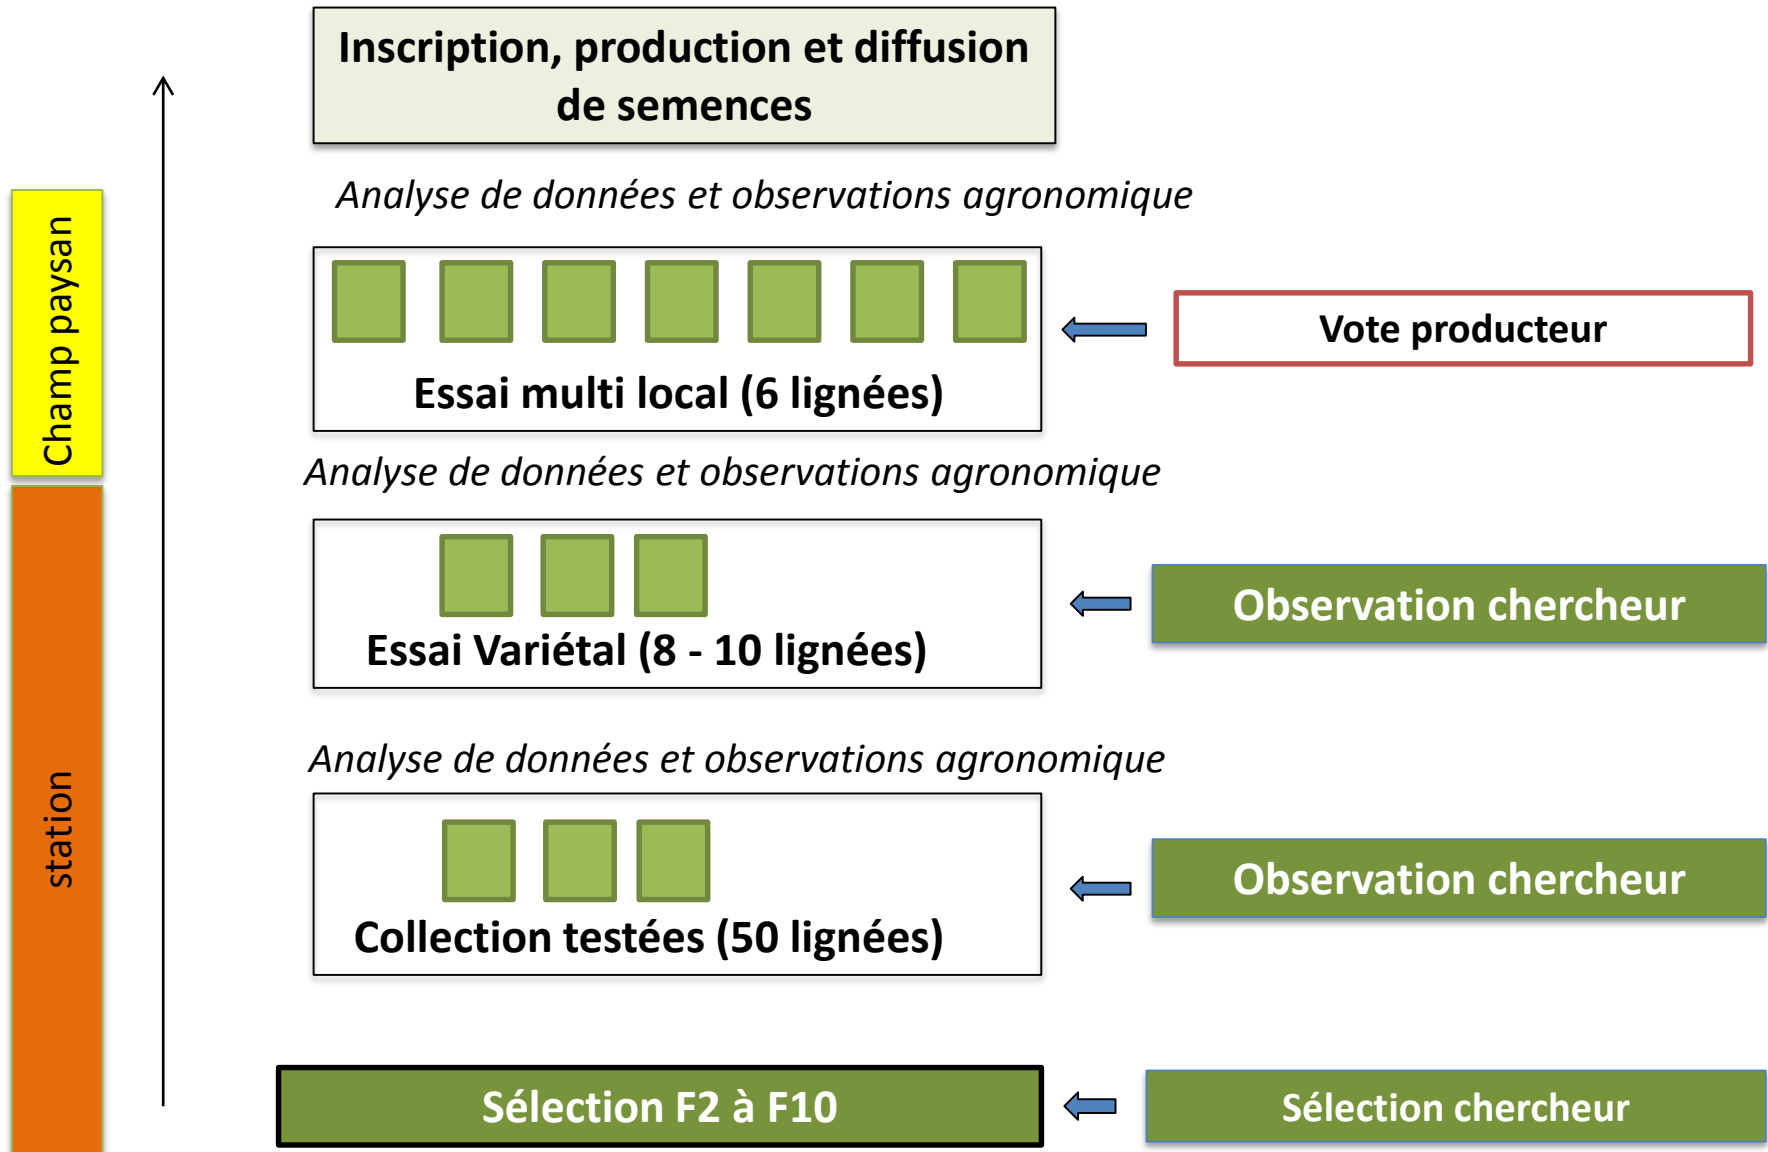 Inscription, production et diffusion
de semences
Analyse de données et observations agronomique
Champ paysan
Essai multi local (6 lignées)
Vote producteur
Analyse de données et observations agronomique
station
Essai Variétal (8 - 10 lignées)
Observation chercheur
Analyse de données et observations agronomique
Collection testées (50 lignées)
Observation chercheur
Sélection F2 à F10
Sélection chercheur